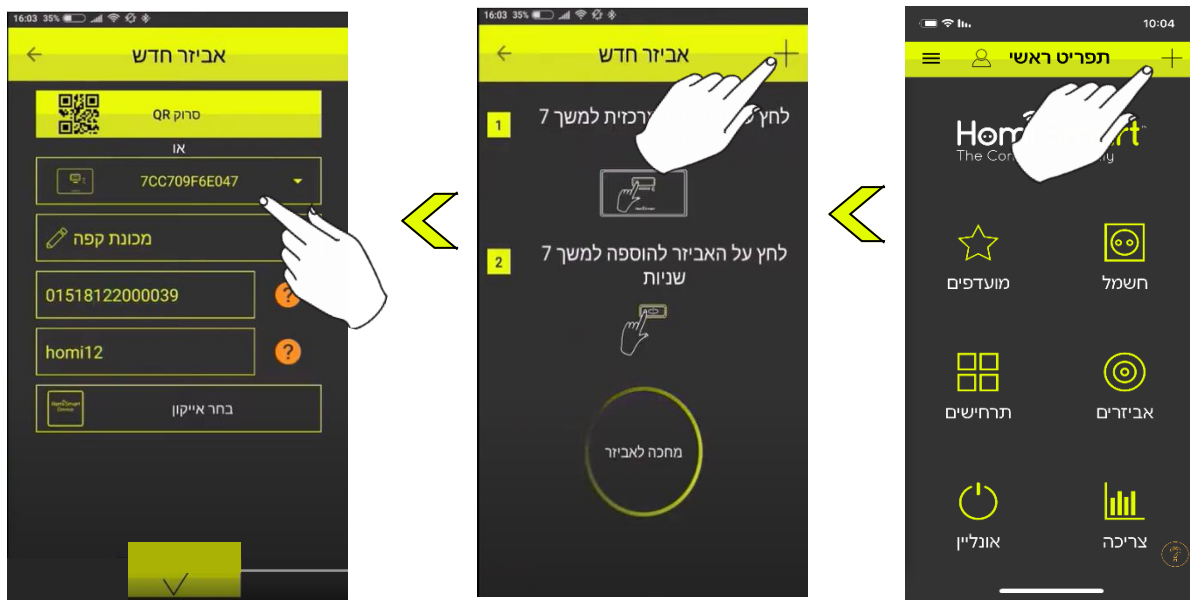 10:04
תפריט ראשי
The
חשמל
מועדפים
אביזרים
תרחישים
צריכה
אונליין
16:03 35%
אביזר חדש
1
לחץ למשך 7
2
לחץ על האביזר להוספה למשך 7
שניות
מחכה לאביזר
16:03 35%
אביזר חדש
סרוק QR
או
7CC709F6E047
מכונת קפה
01518122000039
?
homi12
?
בחר אייקון